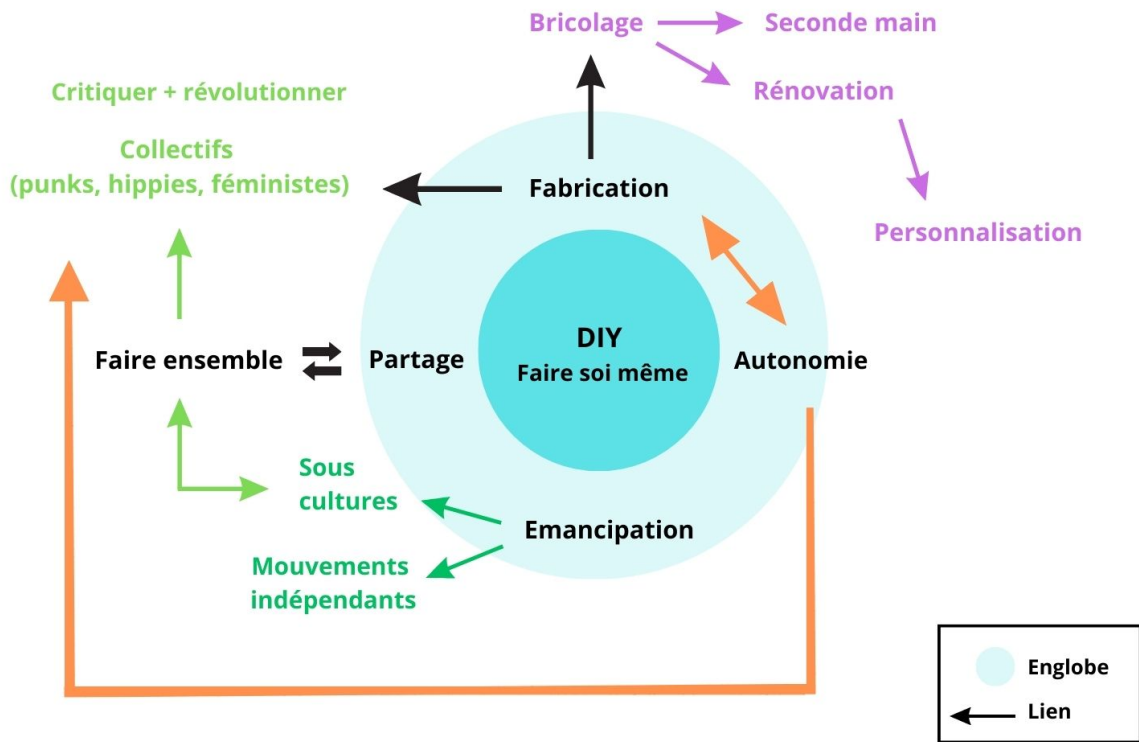 Bricolage
Seconde main
Critiquer + révolutionner
Rénovation
Collectifs
(punks, hippies, féministes)
Fabrication
Personnalisation
DIY
Faire soi même
Faire ensemble
Partage
Autonomie
Sous
cultures
Emancipation
Mouvements
indépendants
Englobe
Lien